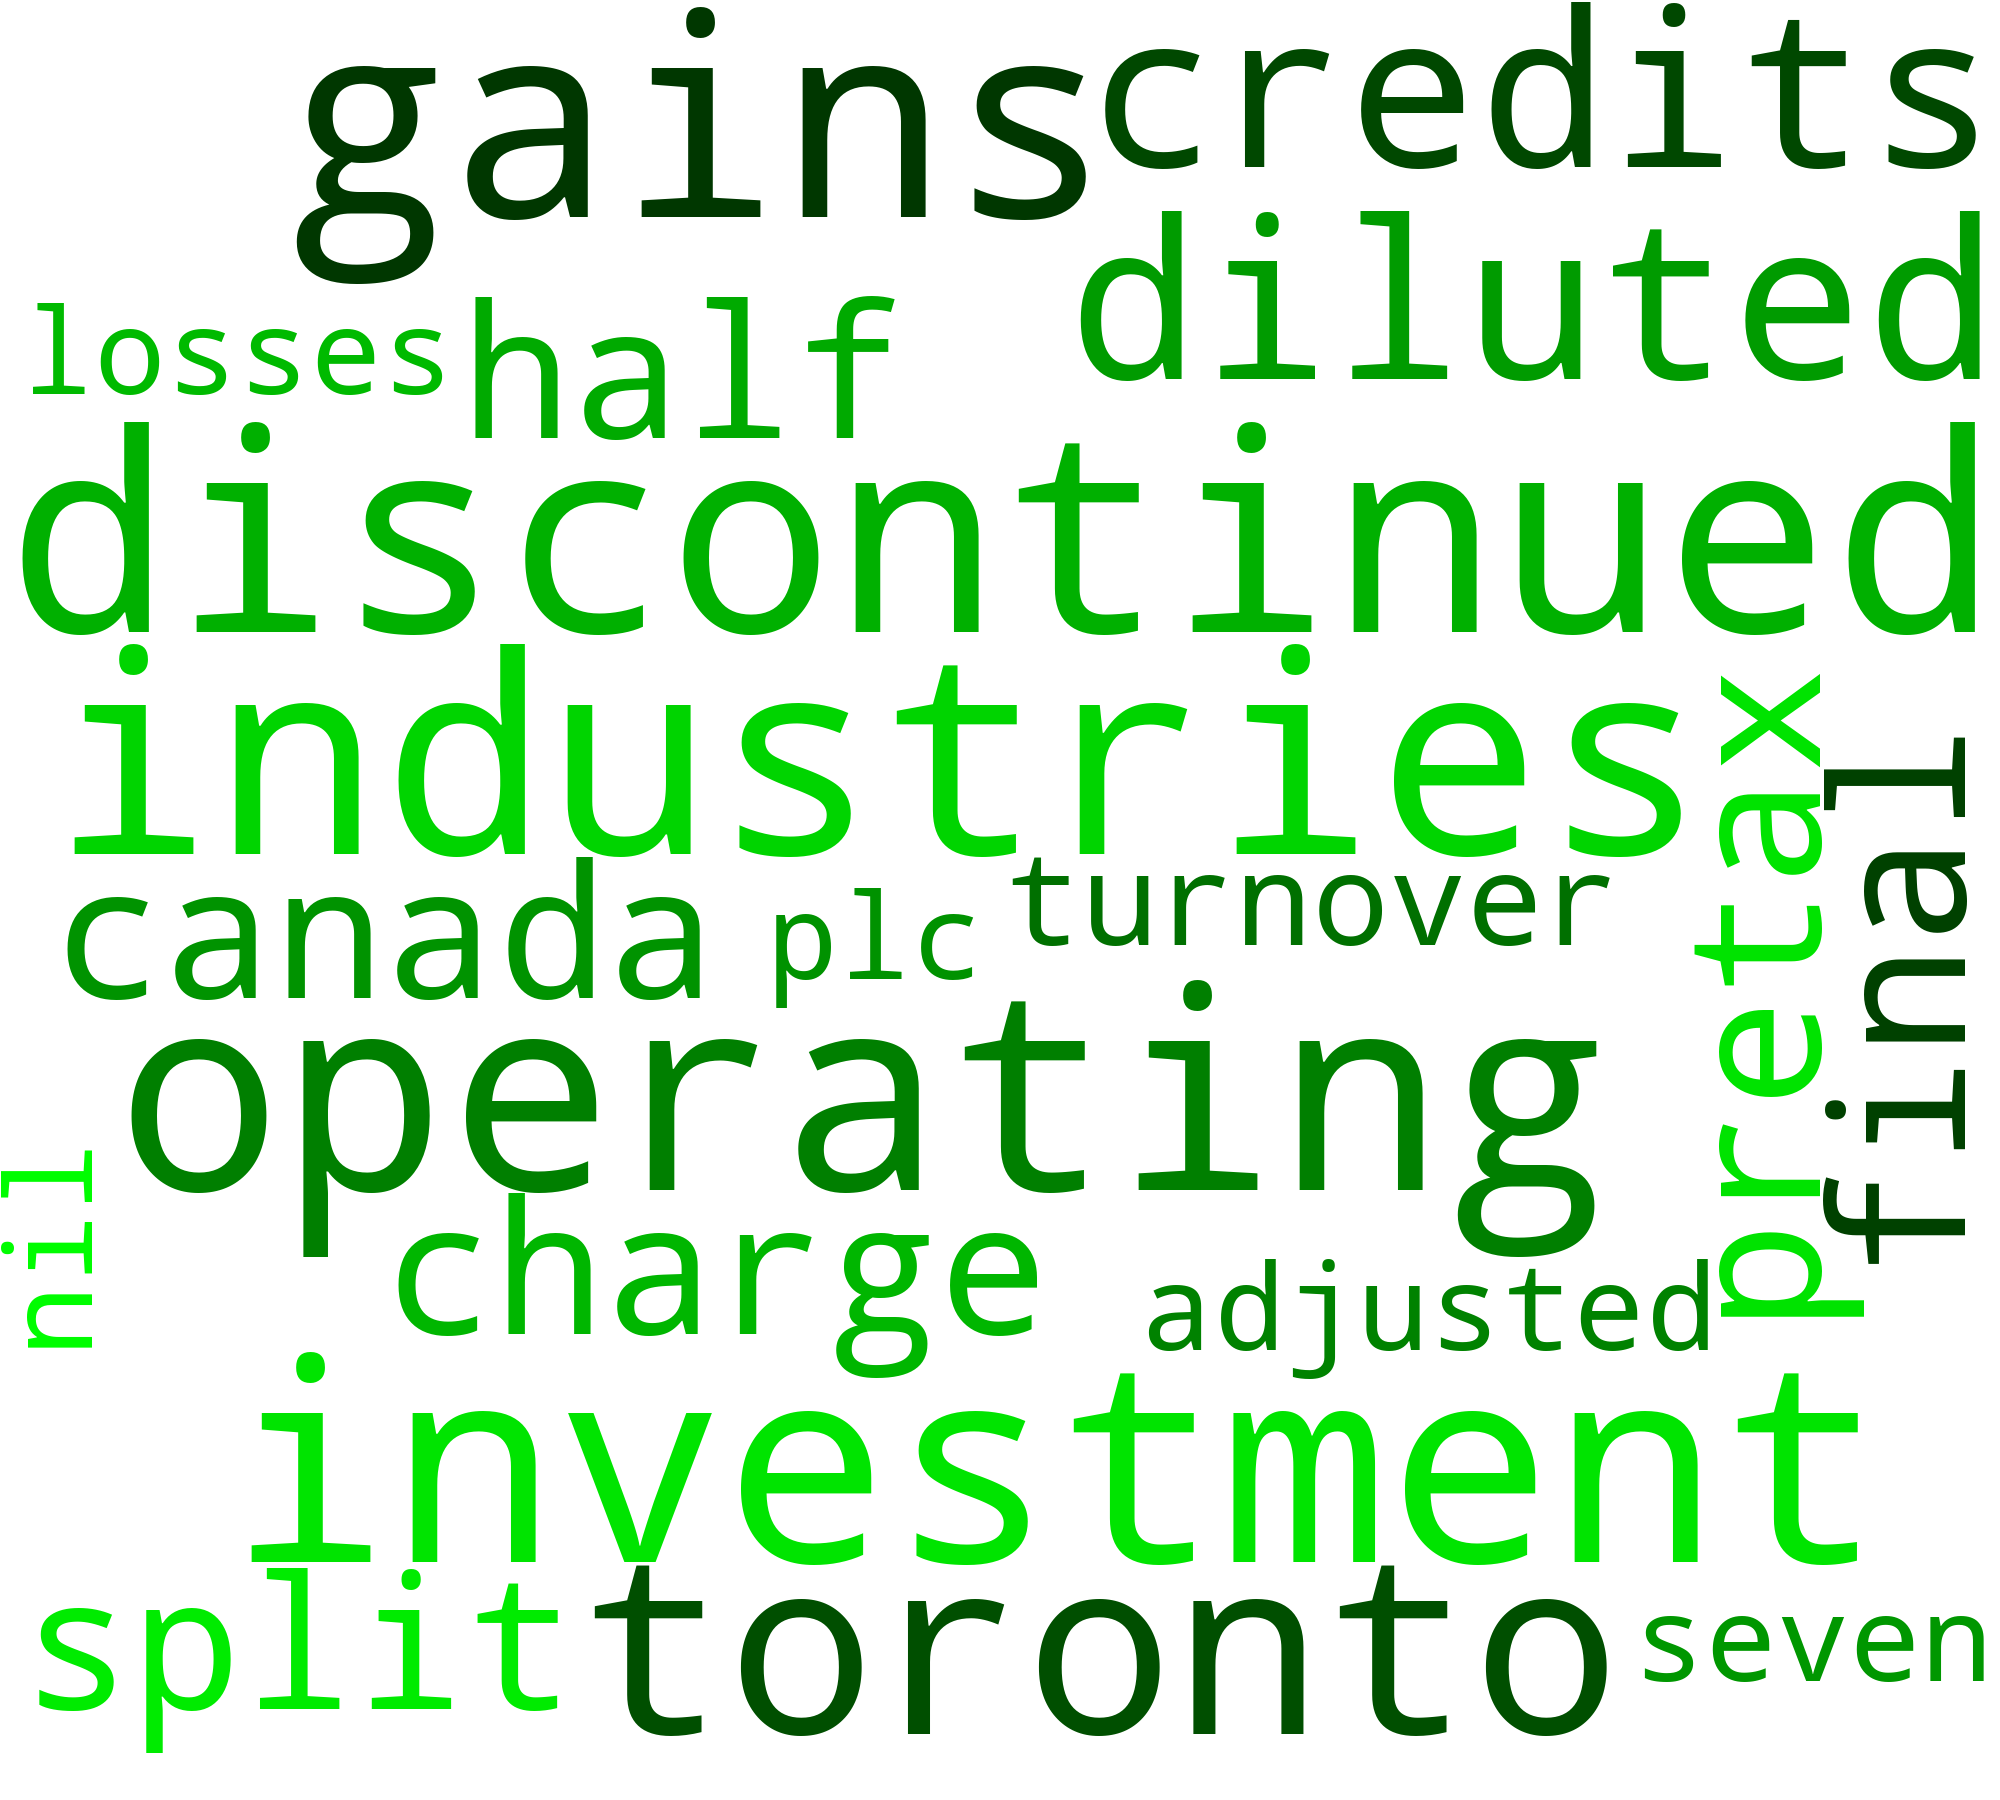 gains credits
diluted
losses half
discontinued
industries
pretax
final
canada plc turnover
operating
nil
charge adjusted
investment
split toronto seven